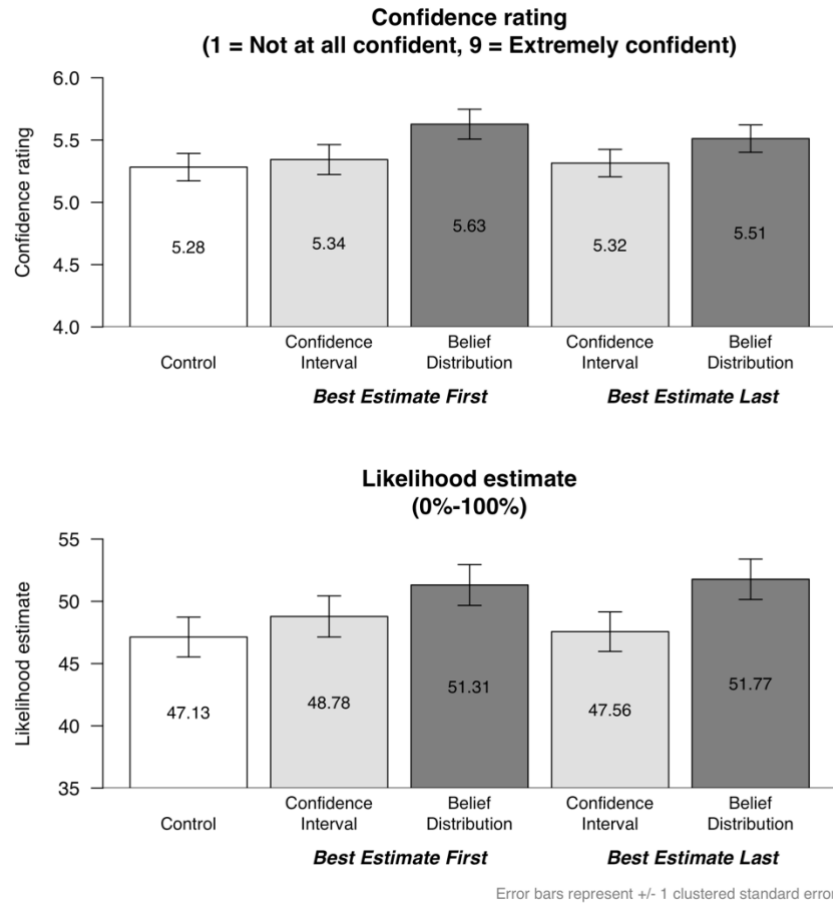 Confidence rating
(1 = Not at all confident, 9 = Extremely confident)
Confidence rating
6.0
5.5
5.0
4.5
4.0
5.28
5.34
5.63
5.32
5.51
Control
Confidence
Interval
Belief
Distribution
Confidence
Interval
Belief
Distribution
Best Estimate First
Best Estimate Last
Likelihood estimate
(0%-100%)
Likelihood estimate
55
50
45
40
35
47.13
48.78
51.31
47.56
51.77
Control
Confidence
Interval
Belief
Distribution
Confidence
Interval
Belief
Distribution
Best Estimate First
Best Estimate Last
Error bars represent +/- 1 clustered standard error